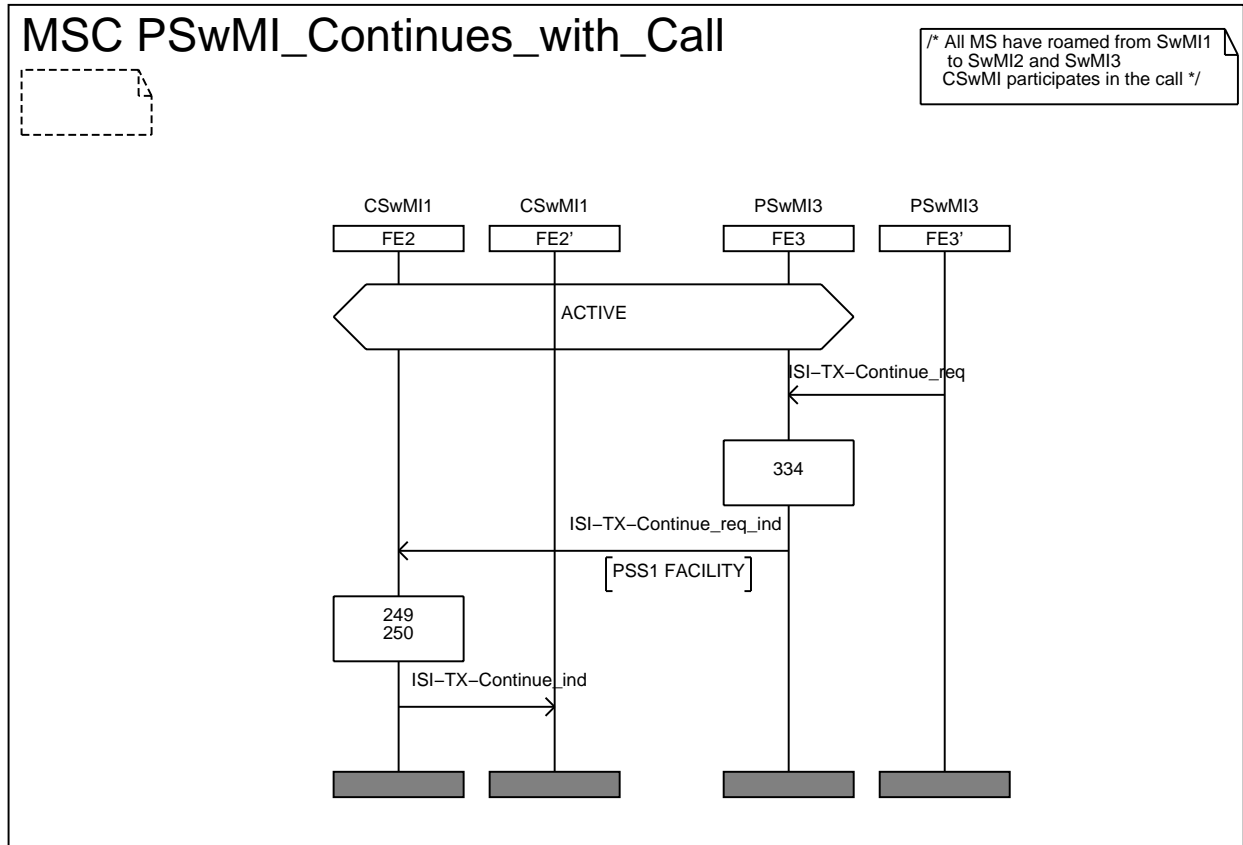 MSC PSwMI_Continues_with_Call
/* All MS have roamed from SwMI1
to SwMI2 and SwMI3
CSwMI participates in the call */
CSwMI1
CSwMI1
PSwMI3
PSwMI3
FE2
FE2’
FE3
FE3’
ACTIVE
ISI−TX−Continue_req
334
ISI−TX−Continue_req_ind
PSS1 FACILITY
249
250
ISI−TX−Continue_ind